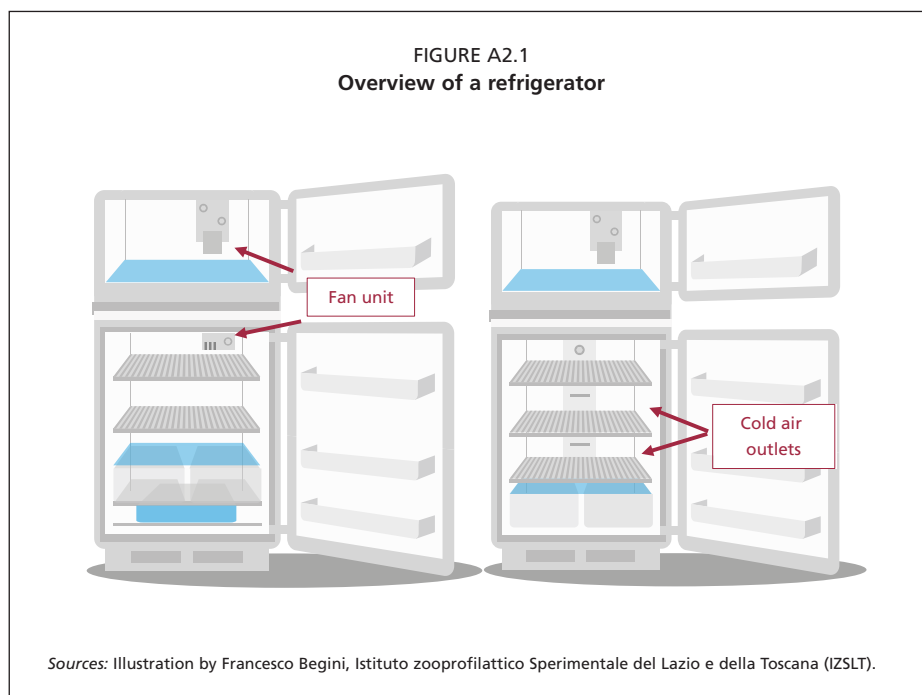 FIGURE A2.1
Overview of a refrigerator
Fan unit
Cold air
outlets
Sources: Illustration by Francesco Begini, Istituto zooprofilattico Sperimentale del Lazio e della Toscana (IZSLT).